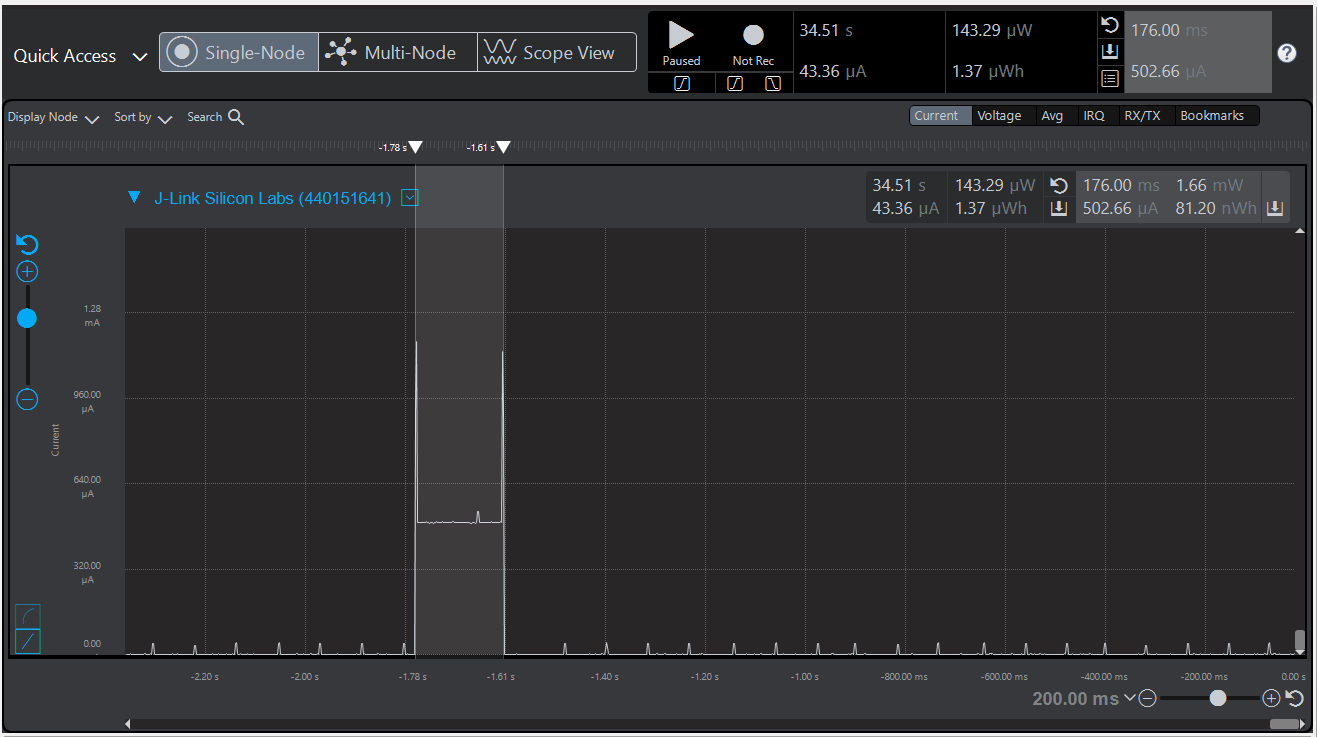 Quick Access Single-Node Multi-Node Scope View
Paused Not Rec
34.51 s 143.29 µW 176.00 ms
43.36 µA 1.37 µWh 502.66 µA
?
Display Node Sort by Search
Current Voltage Avg IRQ RX/TX Bookmarks
-1.78 s -1.61 s
J-Link Silicon Labs (440151641)
34.51 s 143.29 µW 176.00 ms 1.66 mW
43.36 µA 1.37 µWh 502.66 µA 81.20 nWh
1.28
mA
960.00
µA
Current
640.00
µA
320.00
µA
0.00
-2.20 s -2.00 s -1.78 s -1.61 s -1.40 s -1.20 s -1.00 s -800.00 ms -600.00 ms -400.00 ms -200.00 ms 0.00 s
200.00 ms